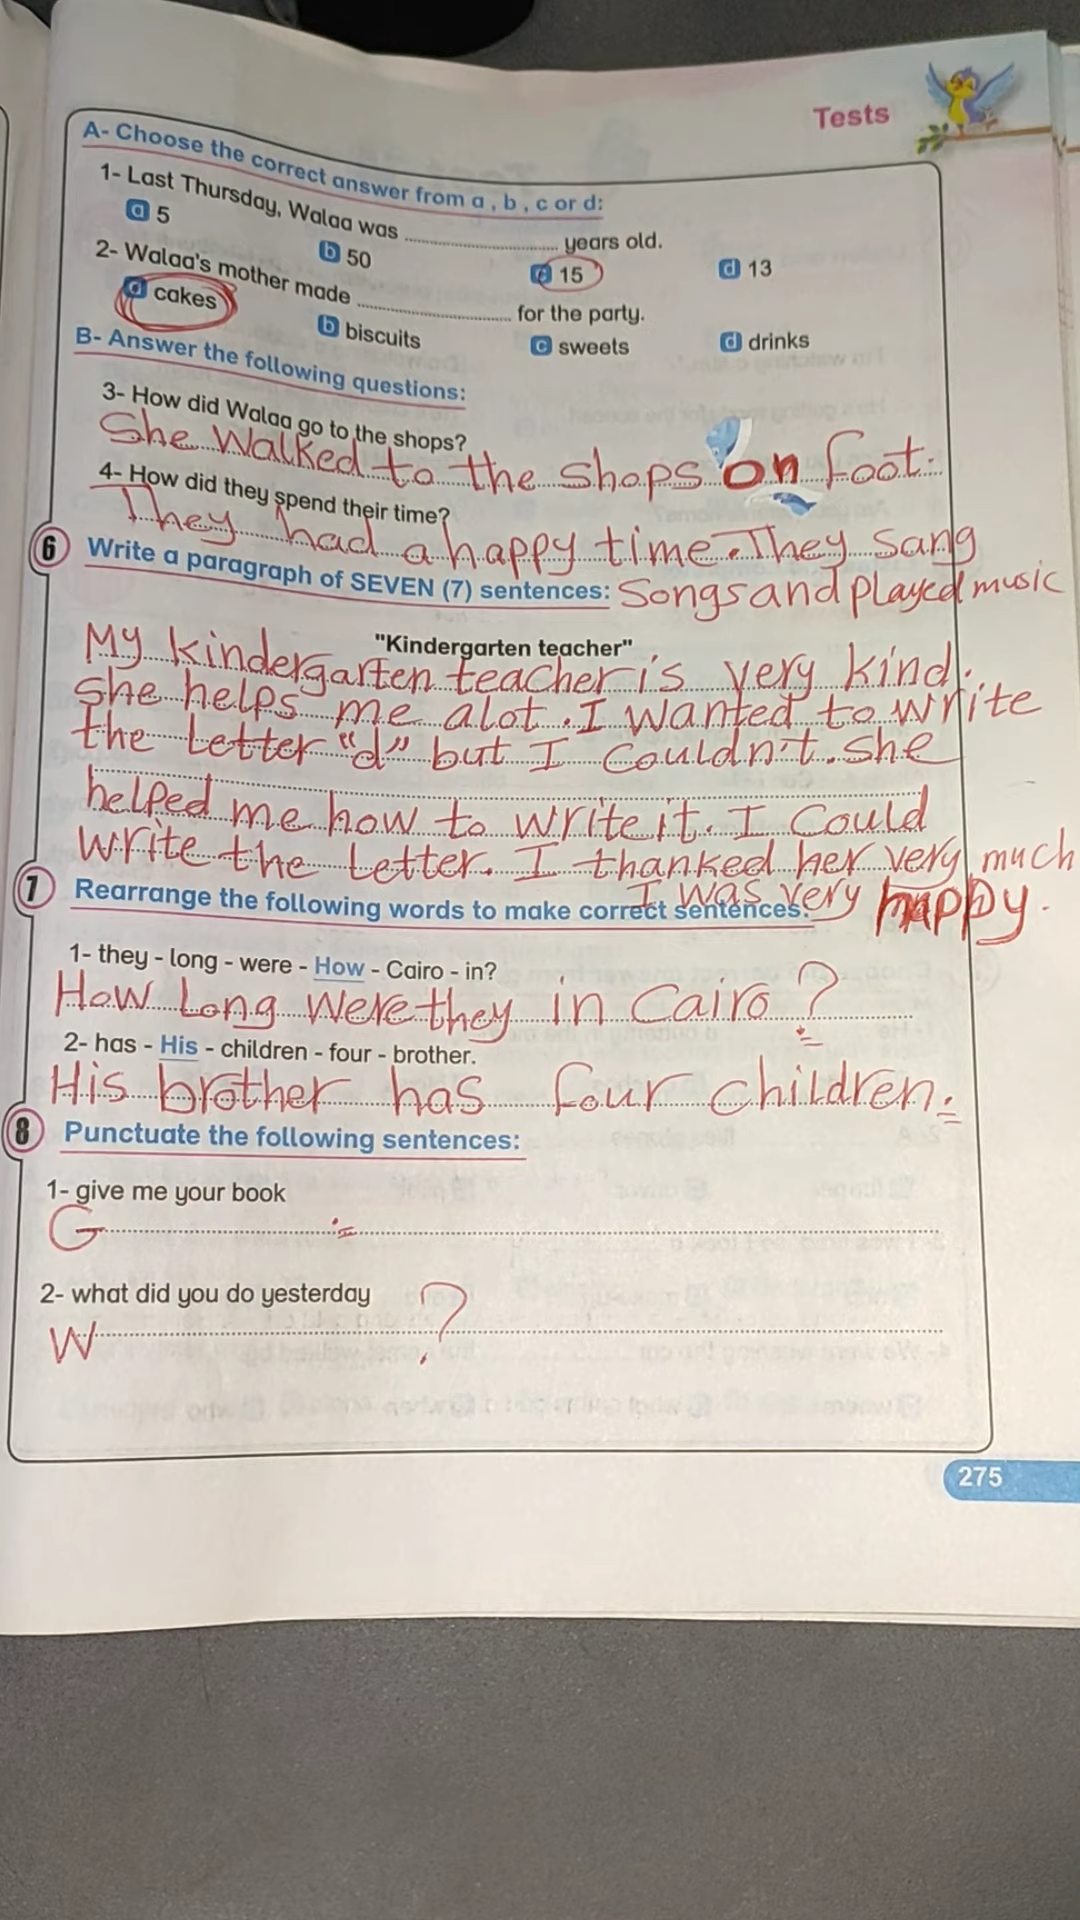 Tests
A- Choose the correct answer from a , b , c or d:
1- Last Thursday, Walaa was .............................. years old.
a 5 b 50 c 15 d 13
2- Walaa's mother made .............................. for the party.
a cakes b biscuits c sweets d drinks
B- Answer the following questions:
3- How did Walaa go to the shops?
She walked to the shops on foot.
4- How did they spend their time?
They had a happy time. They sang
songs and played music
6 Write a paragraph of SEVEN (7) sentences:
"Kindergarten teacher"
My kindergarten teacher is very kind.
she helps me alot. I wanted to write
the letter "d" but I couldn't. she
helped me how to write it. I could
write the letter. I thanked her very much
I was very happy.
7 Rearrange the following words to make correct sentences:
1- they - long - were - How - Cairo - in?
How long were they in Cairo ?
2- has - His - children - four - brother.
His brother has four children.
8 Punctuate the following sentences:
1- give me your book
G .
2- what did you do yesterday
W ?
275